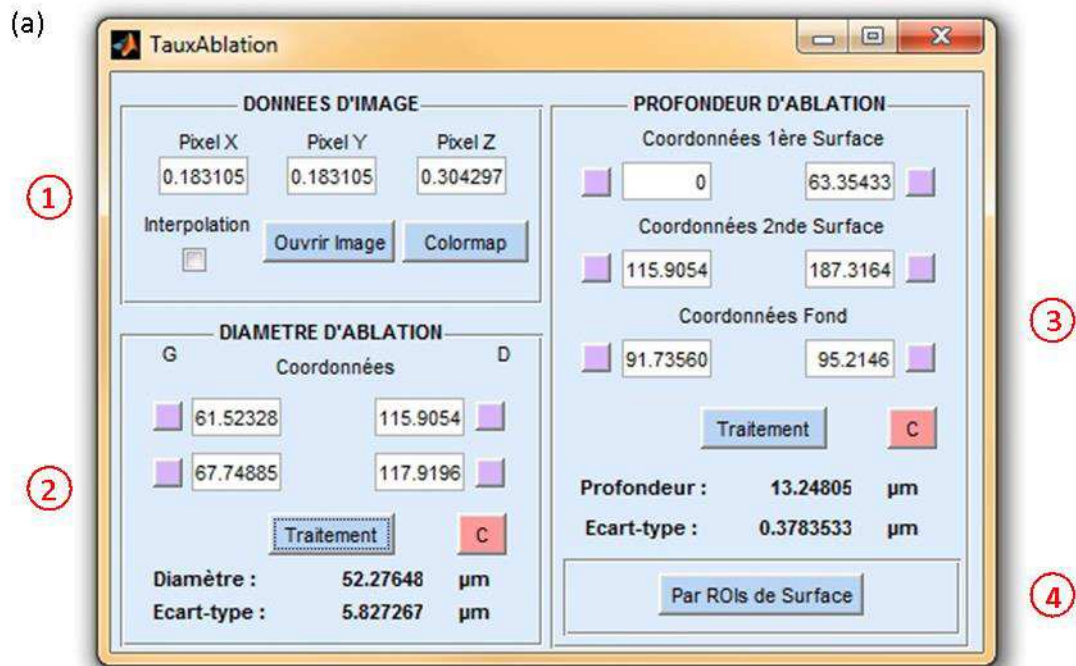 (a)
TauxAblation
DONNEES D'IMAGE
Pixel X Pixel Y Pixel Z
0.183105 0.183105 0.304297
Interpolation
Ouvrir Image Colormap
1
DIAMETRE D'ABLATION
G D
Coordonnées
61.52328 115.9054
67.74885 117.9196
Traitement C
Diamètre : 52.27648 µm
Ecart-type : 5.827267 µm
2
PROFONDEUR D'ABLATION
Coordonnées 1ère Surface
0 63.35433
Coordonnées 2nde Surface
115.9054 187.3164
Coordonnées Fond
91.73560 95.2146
Traitement C
Profondeur : 13.24805 µm
Ecart-type : 0.3783533 µm
3
Par ROIs de Surface
4